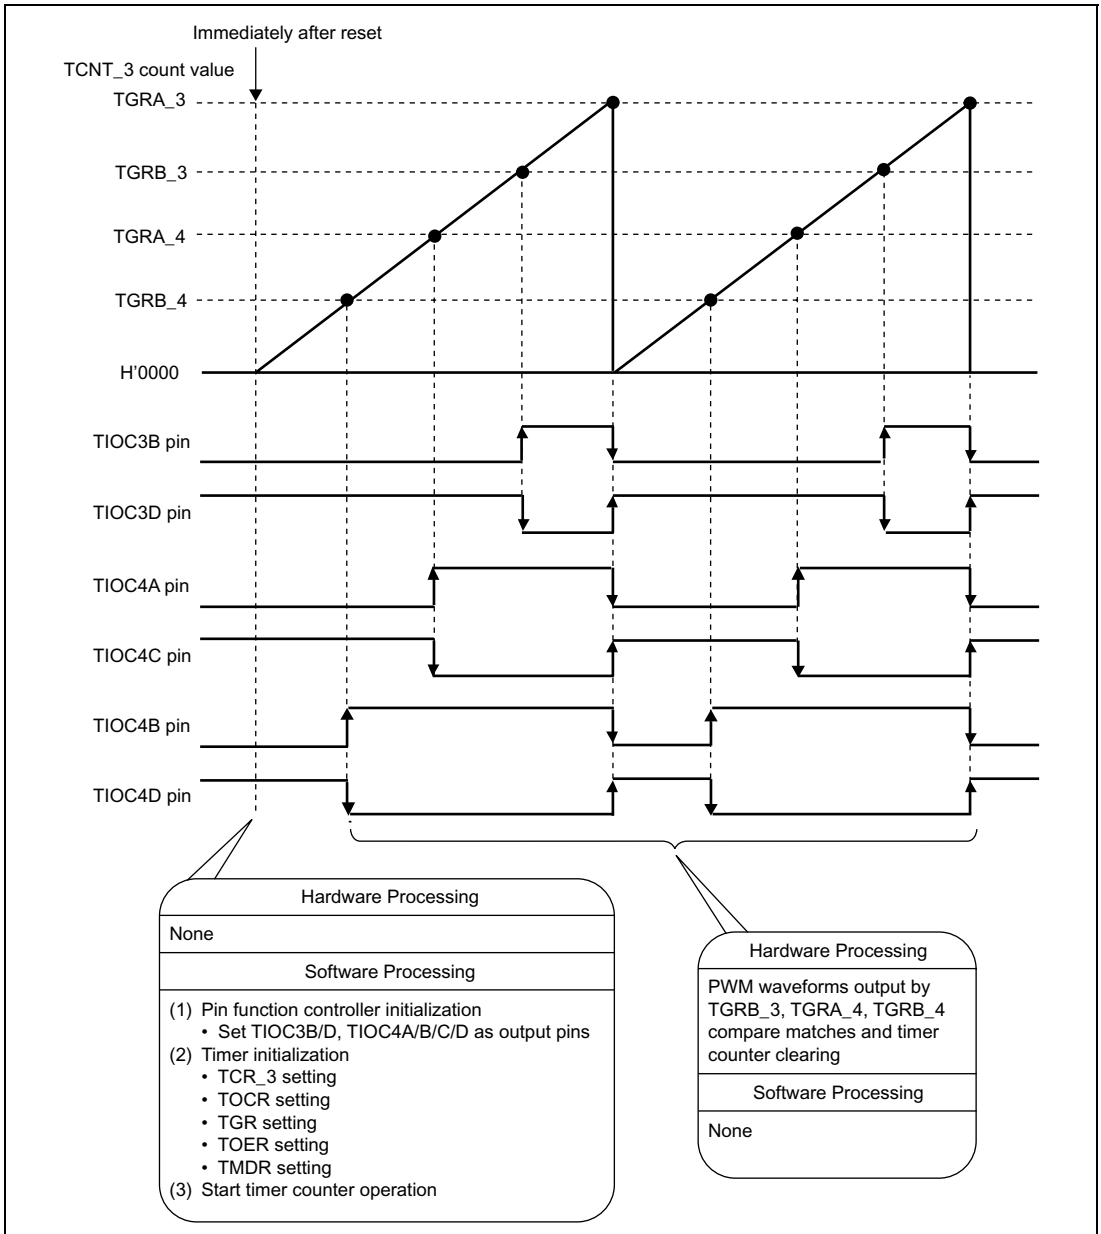 Immediately after reset
TCNT_3 count value
TGRA_3
TGRB_3
TGRA_4
TGRB_4
H'0000
TIOC3B pin
TIOC3D pin
TIOC4A pin
TIOC4C pin
TIOC4B pin
TIOC4D pin
Hardware Processing
None
Software Processing
(1) Pin function controller initialization
• Set TIOC3B/D, TIOC4A/B/C/D as output pins
(2) Timer initialization
• TCR_3 setting
• TOCR setting
• TGR setting
• TOER setting
• TMDR setting
(3) Start timer counter operation
Hardware Processing
PWM waveforms output by
TGRB_3, TGRA_4, TGRB_4
compare matches and timer
counter clearing
Software Processing
None